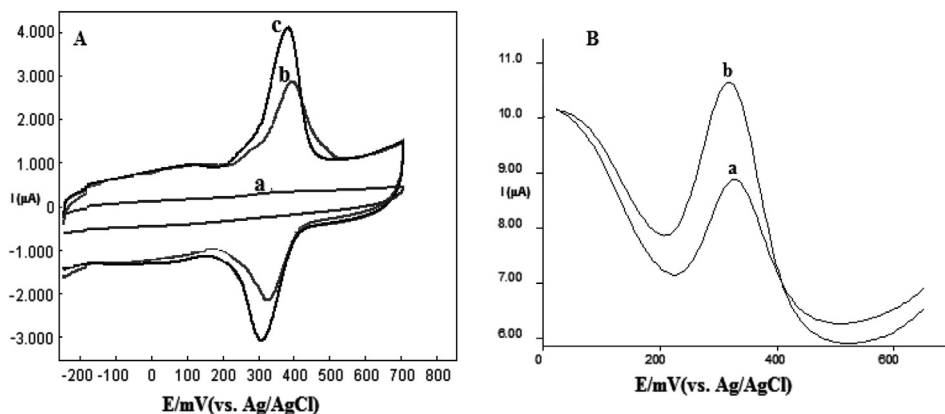 A
4.000
3.000
2.000
1.000
I (µA)
0
-1.000
-2.000
-3.000
c
b
a
-200 -100 0 100 200 300 400 500 600 700 800
E/mV(vs. Ag/AgCl)
B
11.0
10.0
9.00
I (µA)
8.00
7.00
6.00
b
a
0 200 400 600
E/mV(vs. Ag/AgCl)